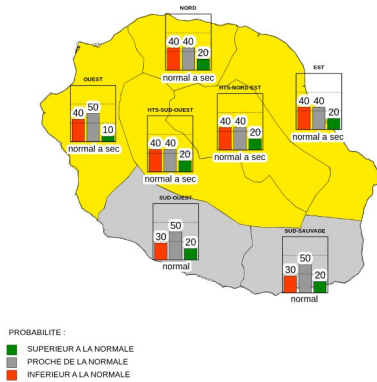 NORD
40 40 20
normal a sec
EST
40 40 20
normal a sec
OUEST
40 50 10
normal a sec
HTS-NORD-EST
40 40 20
normal a sec
HTS-SUD-OUEST
40 40 20
normal a sec
SUD-OUEST
30 50 20
normal
SUD-SAUVAGE
30 50 20
normal
PROBABILITE :
SUPERIEUR A LA NORMALE
PROCHE DE LA NORMALE
INFERIEUR A LA NORMALE